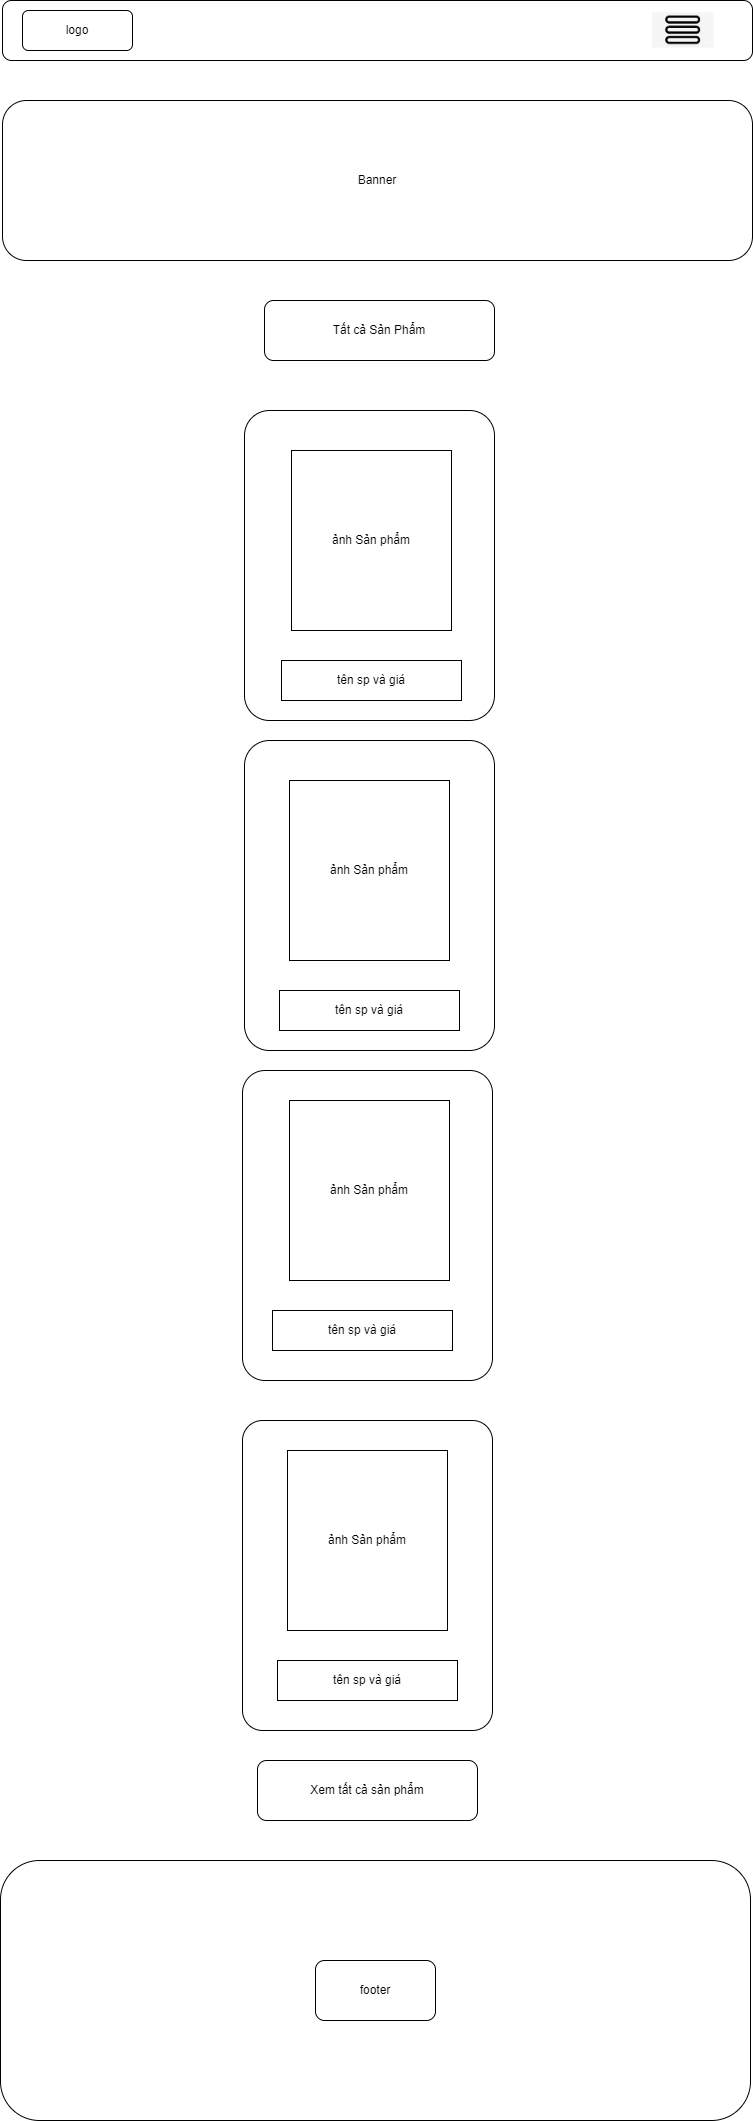 logo
Banner
Tất cả Sản Phẩm
ảnh Sản phẩm
tên sp và giá
ảnh Sản phẩm
tên sp và giá
ảnh Sản phẩm
tên sp và giá
ảnh Sản phẩm
tên sp và giá
Xem tất cả sản phẩm
footer